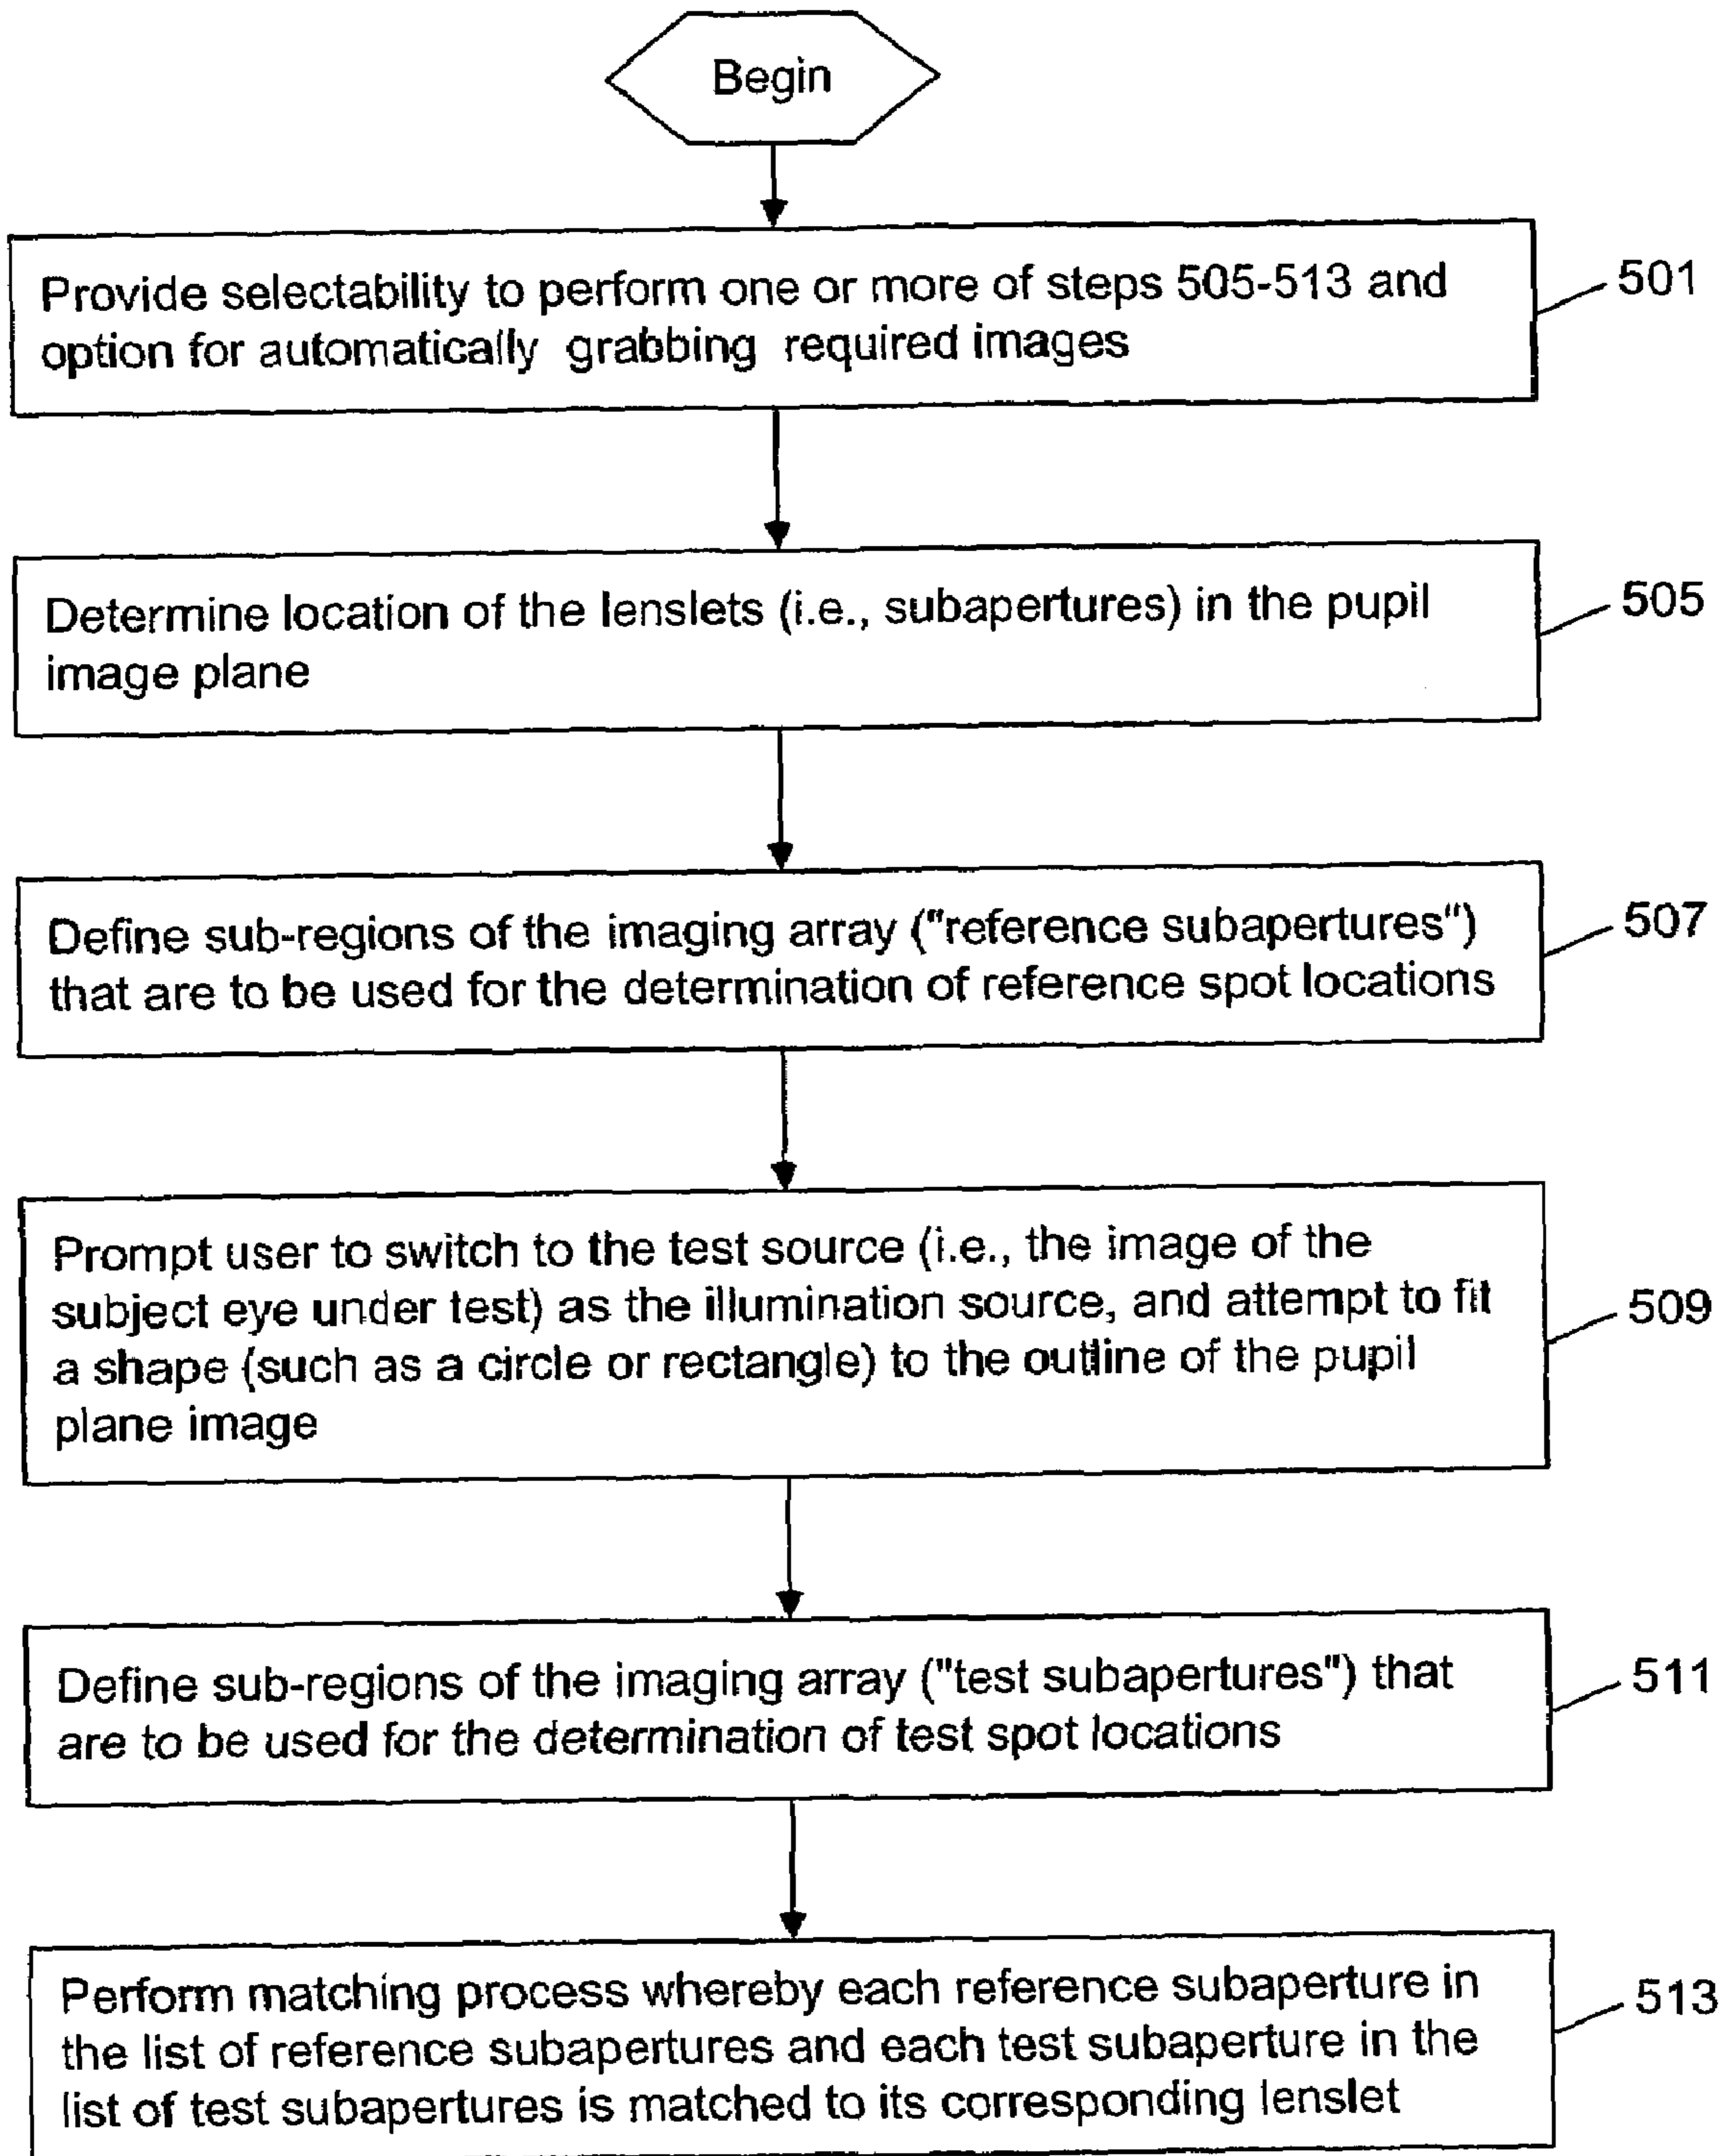 Begin
Provide selectability to perform one or more of steps 505-513 and
option for automatically grabbing required images
501
Determine location of the lenslets (i.e., subapertures) in the pupil
image plane
505
Define sub-regions of the imaging array ("reference subapertures")
that are to be used for the determination of reference spot locations
507
Prompt user to switch to the test source (i.e., the image of the
subject eye under test) as the illumination source, and attempt to fit
a shape (such as a circle or rectangle) to the outline of the pupil
plane image
509
Define sub-regions of the imaging array ("test subapertures") that
are to be used for the determination of test spot locations
511
Perform matching process whereby each reference subaperture in
the list of reference subapertures and each test subaperture in the
list of test subapertures is matched to its corresponding lenslet
513